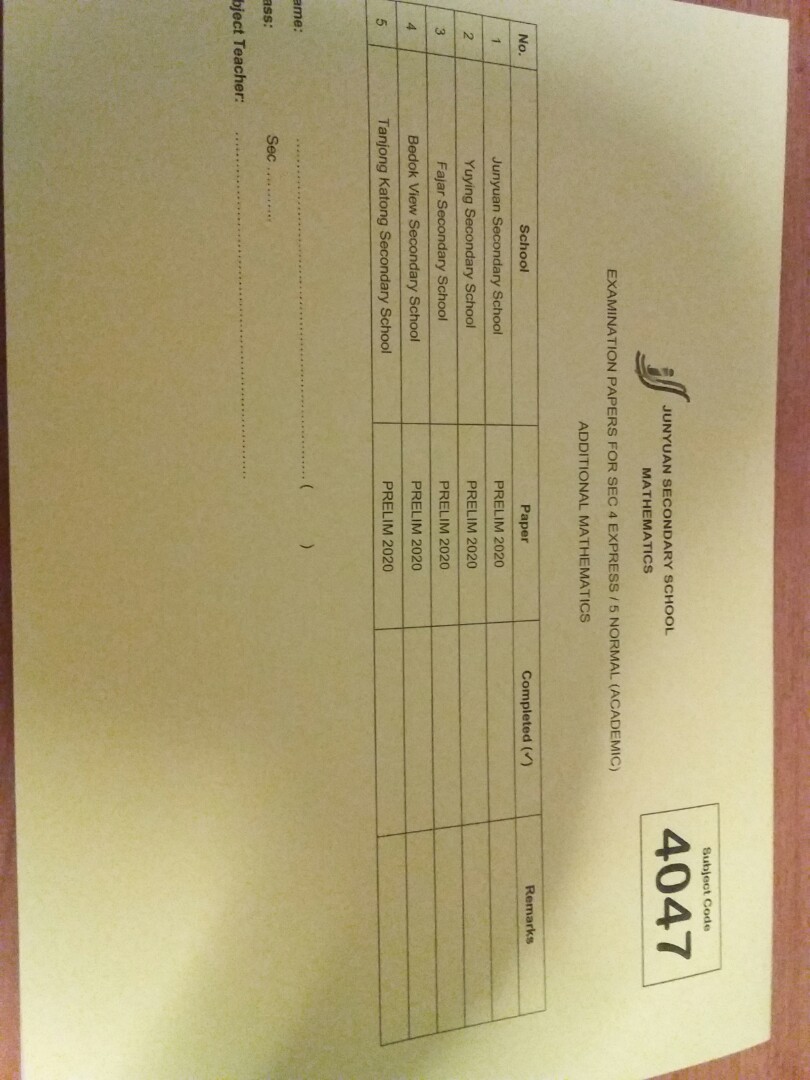 JUNYUAN SECONDARY SCHOOL
MATHEMATICS
Subject Code
4047
EXAMINATION PAPERS FOR SEC 4 EXPRESS / 5 NORMAL (ACADEMIC)
ADDITIONAL MATHEMATICS
No. School Paper Completed (✓) Remarks
1 Junyuan Secondary School PRELIM 2020
2 Yuying Secondary School PRELIM 2020
3 Fajar Secondary School PRELIM 2020
4 Bedok View Secondary School PRELIM 2020
5 Tanjong Katong Secondary School PRELIM 2020
ame: ........................................................ ( )
ass: Sec ..........
bject Teacher: ........................................................